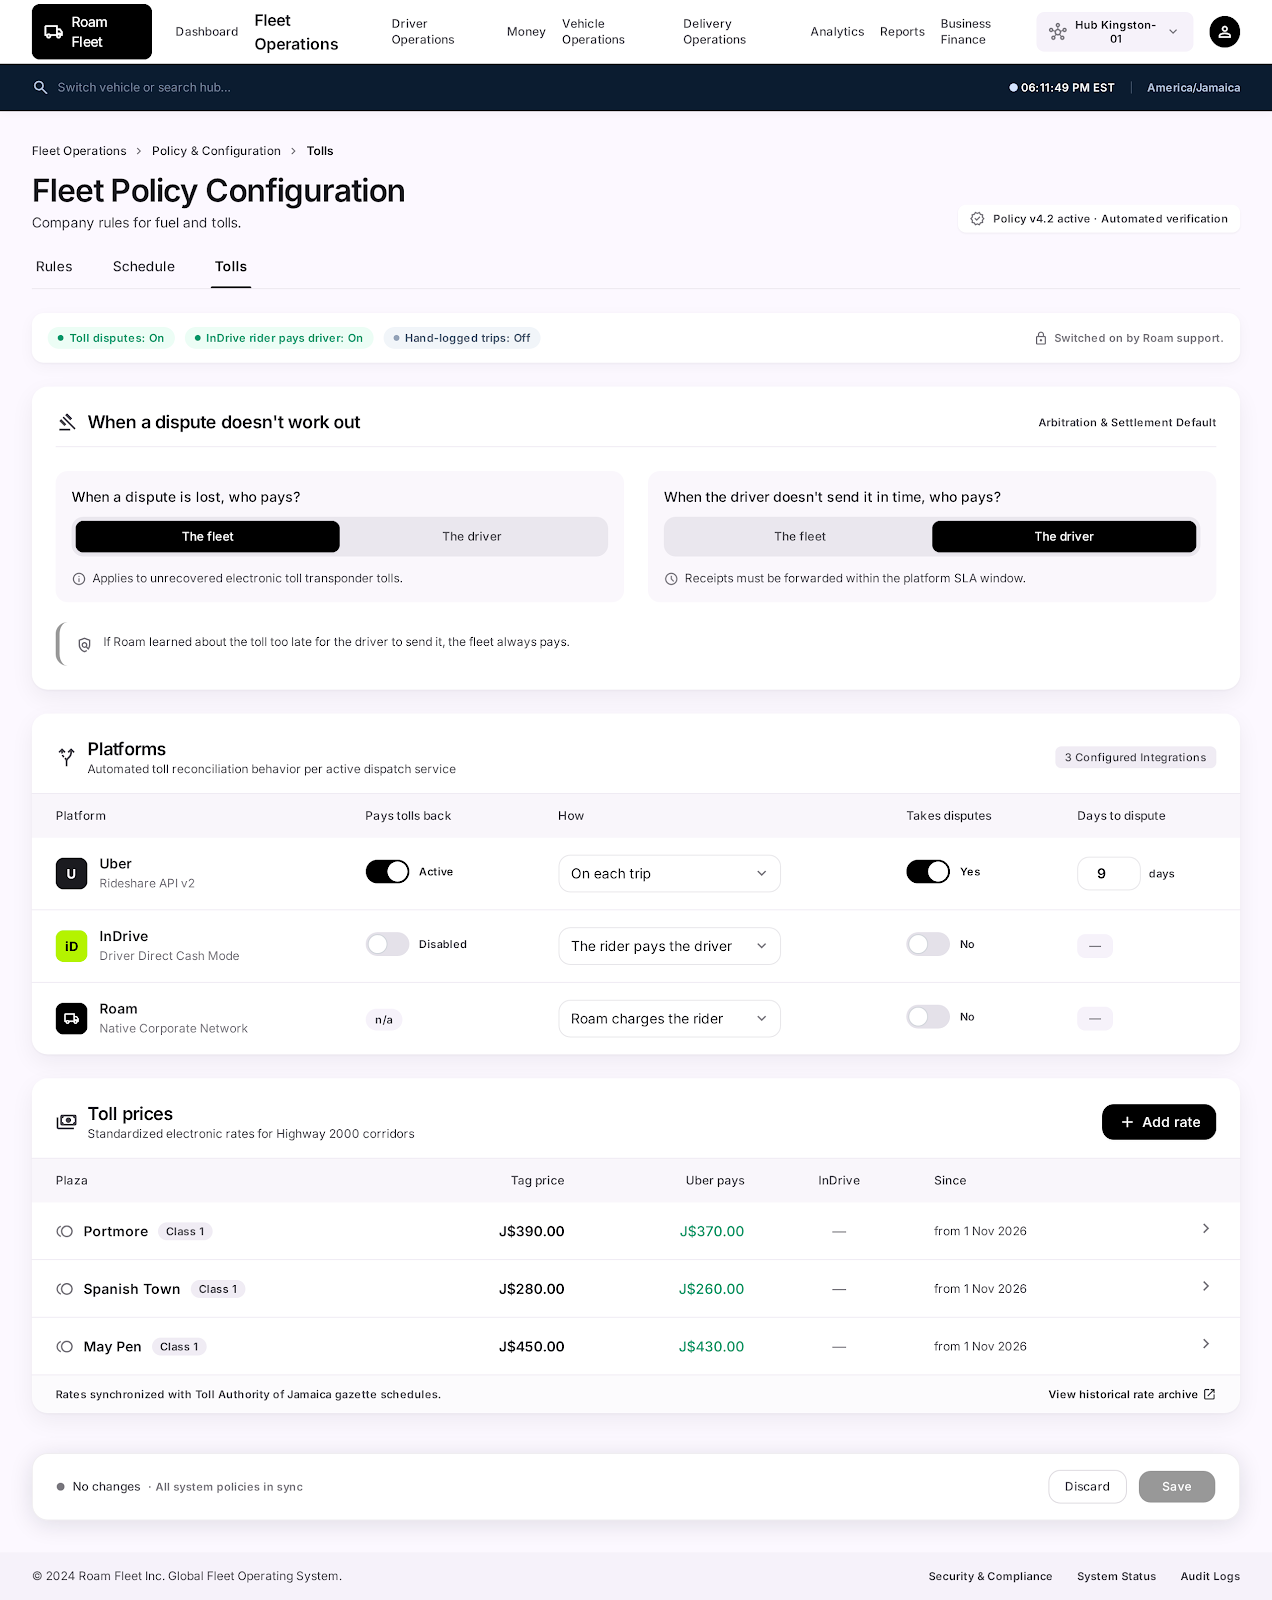 Roam Fleet
Dashboard
Fleet Operations
Driver Operations
Money
Vehicle Operations
Delivery Operations
Analytics
Reports
Business Finance
Hub Kingston-01
Switch vehicle or search hub...
06:11:49 PM EST
America/Jamaica
Fleet Operations > Policy & Configuration > Tolls
Fleet Policy Configuration
Company rules for fuel and tolls.
Policy v4.2 active · Automated verification
Rules
Schedule
Tolls
Toll disputes: On
InDrive rider pays driver: On
Hand-logged trips: Off
Switched on by Roam support.
When a dispute doesn't work out
Arbitration & Settlement Default
When a dispute is lost, who pays?
The fleet
The driver
Applies to unrecovered electronic toll transponder tolls.
When the driver doesn't send it in time, who pays?
The fleet
The driver
Receipts must be forwarded within the platform SLA window.
If Roam learned about the toll too late for the driver to send it, the fleet always pays.
Platforms
Automated toll reconciliation behavior per active dispatch service
3 Configured Integrations
Platform
Pays tolls back
How
Takes disputes
Days to dispute
U
Uber
Rideshare API v2
Active
On each trip
Yes
9
days
iD
InDrive
Driver Direct Cash Mode
Disabled
The rider pays the driver
No
—
Roam
Native Corporate Network
n/a
Roam charges the rider
No
—
Toll prices
Standardized electronic rates for Highway 2000 corridors
+ Add rate
Plaza
Tag price
Uber pays
InDrive
Since
Portmore
Class 1
J$390.00
J$370.00
—
from 1 Nov 2026
Spanish Town
Class 1
J$280.00
J$260.00
—
from 1 Nov 2026
May Pen
Class 1
J$450.00
J$430.00
—
from 1 Nov 2026
Rates synchronized with Toll Authority of Jamaica gazette schedules.
View historical rate archive
No changes · All system policies in sync
Discard
Save
© 2024 Roam Fleet Inc. Global Fleet Operating System.
Security & Compliance
System Status
Audit Logs